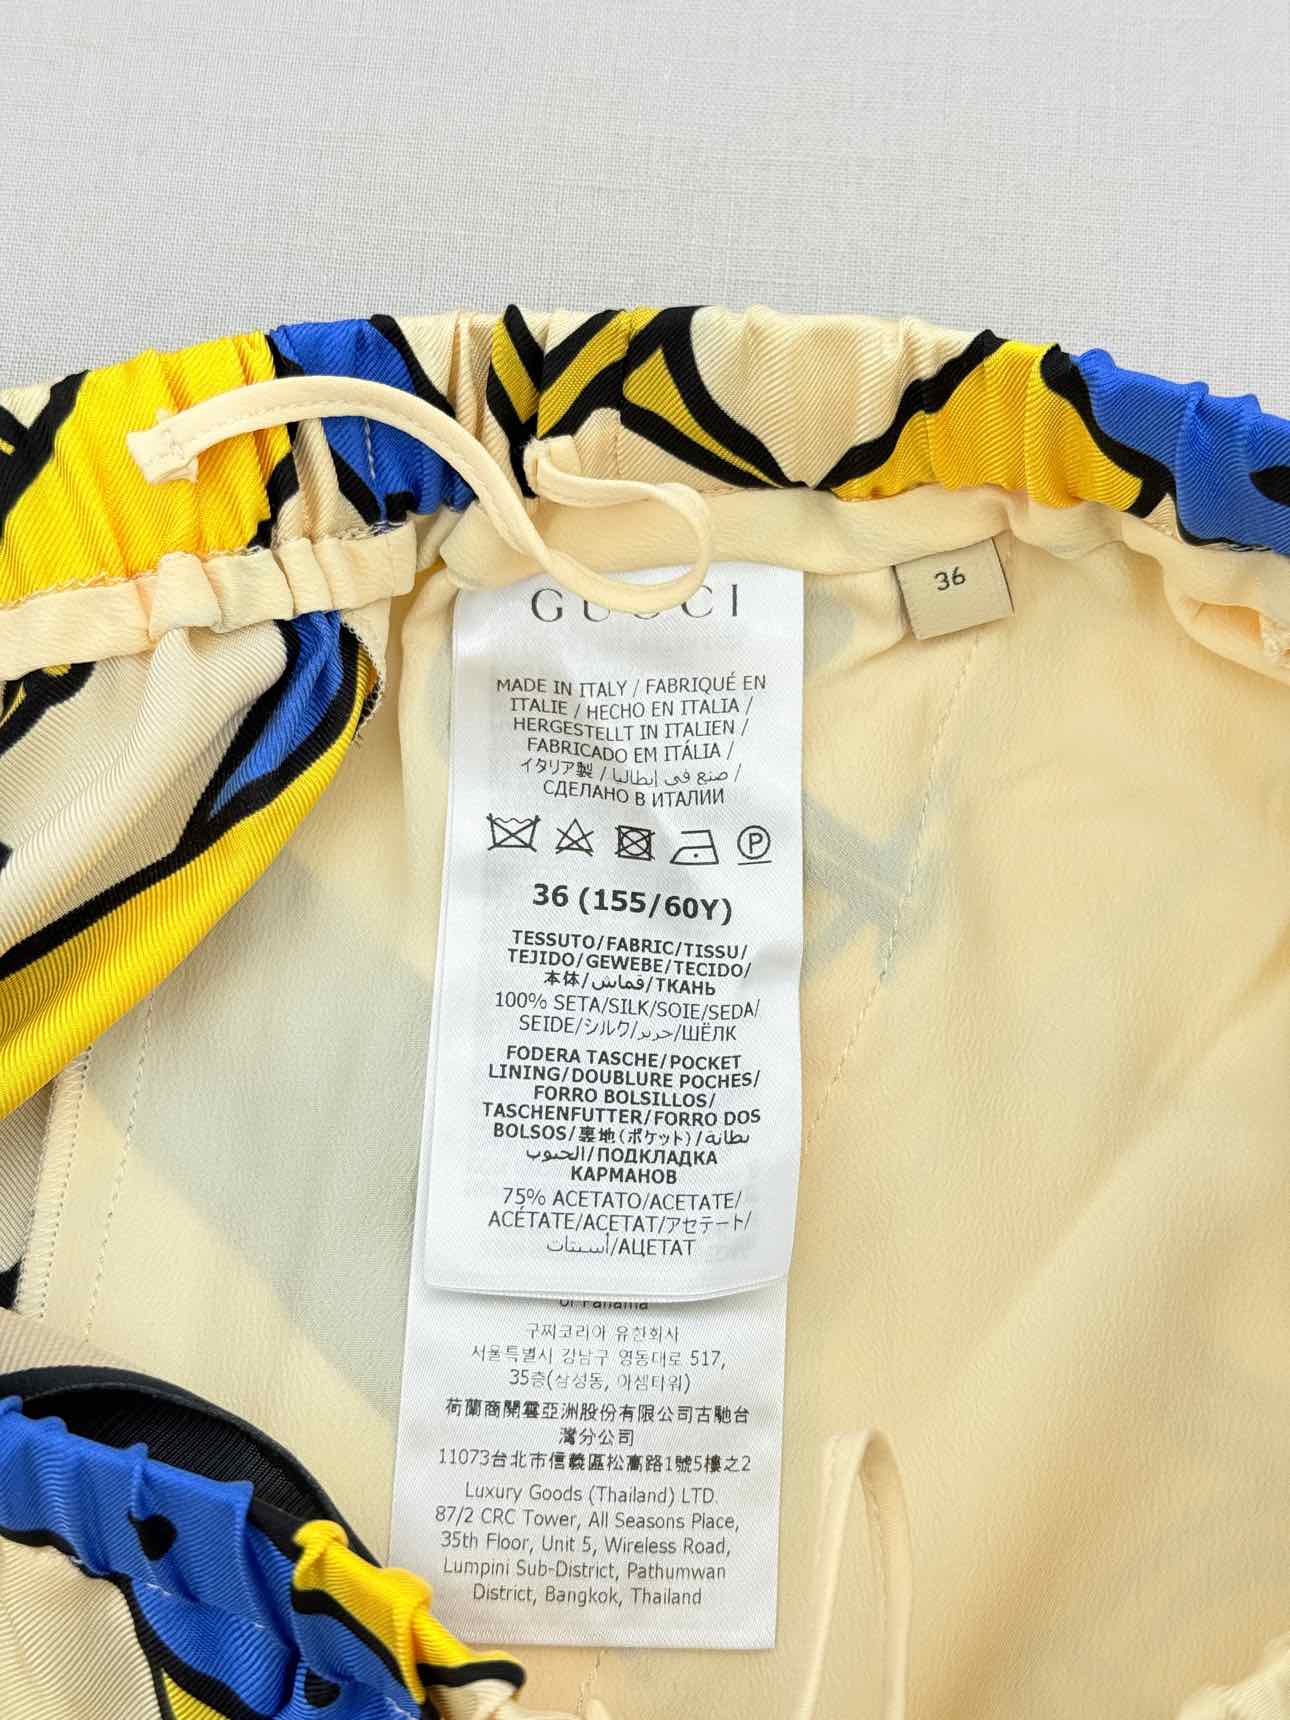 GUCCI
36
MADE IN ITALY / FABRIQUÉ EN
ITALIE / HECHO EN ITALIA /
HERGESTELLT IN ITALIEN /
FABRICADO EM ITÁLIA /
イタリア製 / صنع في إيطاليا /
СДЕЛАНО В ИТАЛИИ
P
36 (155/60Y)
TESSUTO/FABRIC/TISSU/
TEJIDO/GEWEBE/TECIDO/
本体/قماش/ТКАНЬ
100% SETA/SILK/SOIE/SEDA/
SEIDE/シルク/حرير/ШЁЛК
FODERA TASCHE/POCKET
LINING/DOUBLURE POCHES/
FORRO BOLSILLOS/
TASCHENFUTTER/FORRO DOS
BOLSOS/裏地(ポケット)/بطانة
الجيوب/ПОДКЛАДКА
КАРМАНОВ
75% ACETATO/ACETATE/
ACÉTATE/ACETAT/アセテート/
أسيتات/АЦЕТАТ
of Panama
구찌코리아 유한회사
서울특별시 강남구 영동대로 517,
35층(삼성동, 아셈타워)
荷蘭商開雲亞洲股份有限公司古馳台
灣分公司
11073台北市信義區松高路1號5樓之2
Luxury Goods (Thailand) LTD.
87/2 CRC Tower, All Seasons Place,
35th Floor, Unit 5, Wireless Road,
Lumpini Sub-District, Pathumwan
District, Bangkok, Thailand